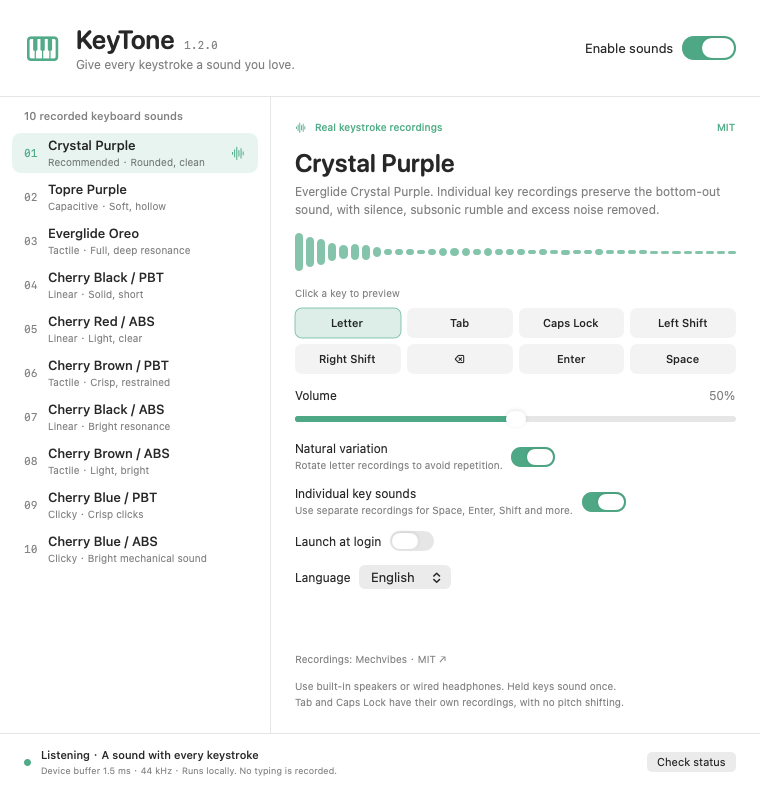 KeyTone 1.2.0
Give every keystroke a sound you love.
Enable sounds
10 recorded keyboard sounds
01 Crystal Purple
Recommended · Rounded, clean
02 Topre Purple
Capacitive · Soft, hollow
03 Everglide Oreo
Tactile · Full, deep resonance
04 Cherry Black / PBT
Linear · Solid, short
05 Cherry Red / ABS
Linear · Light, clear
06 Cherry Brown / PBT
Tactile · Crisp, restrained
07 Cherry Black / ABS
Linear · Bright resonance
08 Cherry Brown / ABS
Tactile · Light, bright
09 Cherry Blue / PBT
Clicky · Crisp clicks
10 Cherry Blue / ABS
Clicky · Bright mechanical sound
Real keystroke recordings MIT
Crystal Purple
Everglide Crystal Purple. Individual key recordings preserve the bottom-out
sound, with silence, subsonic rumble and excess noise removed.
Click a key to preview
Letter Tab Caps Lock Left Shift
Right Shift ⌫ Enter Space
Volume 50%
Natural variation
Rotate letter recordings to avoid repetition.
Individual key sounds
Use separate recordings for Space, Enter, Shift and more.
Launch at login
Language English
Recordings: Mechvibes · MIT ↗
Use built-in speakers or wired headphones. Held keys sound once.
Tab and Caps Lock have their own recordings, with no pitch shifting.
Listening · A sound with every keystroke
Device buffer 1.5 ms · 44 kHz · Runs locally. No typing is recorded.
Check status